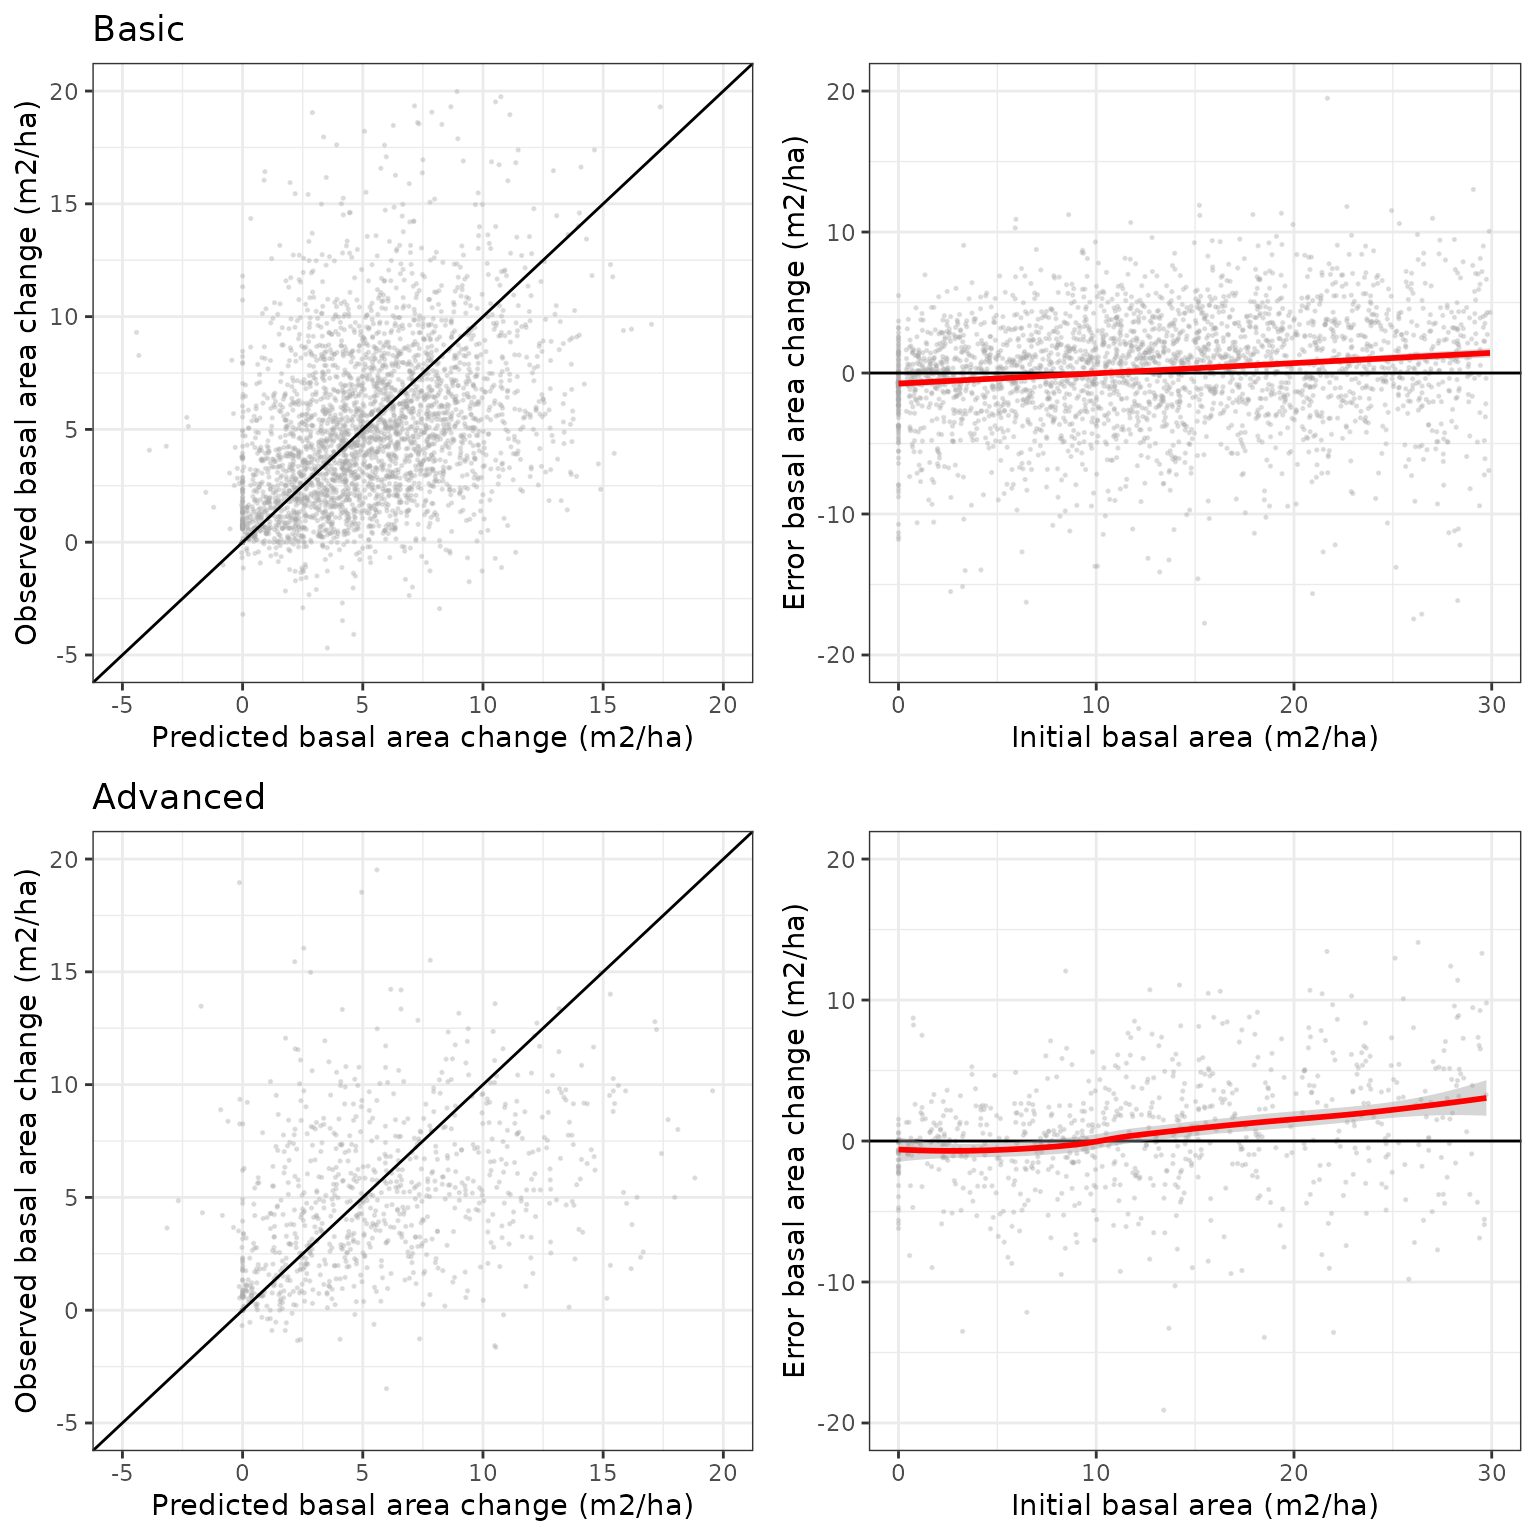 Basic
Observed basal area change (m2/ha)
20
15
10
5
0
-5
-5 0 5 10 15 20
Predicted basal area change (m2/ha)
Error basal area change (m2/ha)
20
10
0
-10
-20
0 10 20 30
Initial basal area (m2/ha)
Advanced
Observed basal area change (m2/ha)
20
15
10
5
0
-5
-5 0 5 10 15 20
Predicted basal area change (m2/ha)
Error basal area change (m2/ha)
20
10
0
-10
-20
0 10 20 30
Initial basal area (m2/ha)